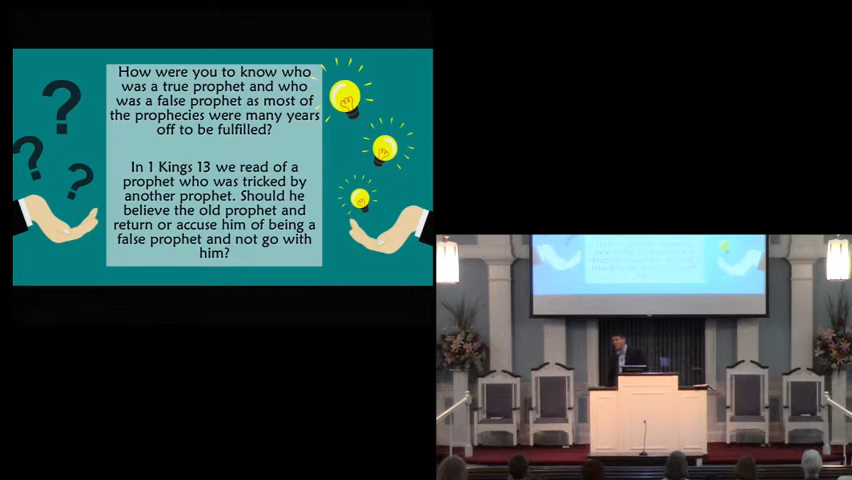 How were you to know who
was a true prophet and who
was a false prophet as most of
the prophecies were many years
off to be fulfilled?
In 1 Kings 13 we read of a
prophet who was tricked by
another prophet. Should he
believe the old prophet and
return or accuse him of being a
false prophet and not go with
him?